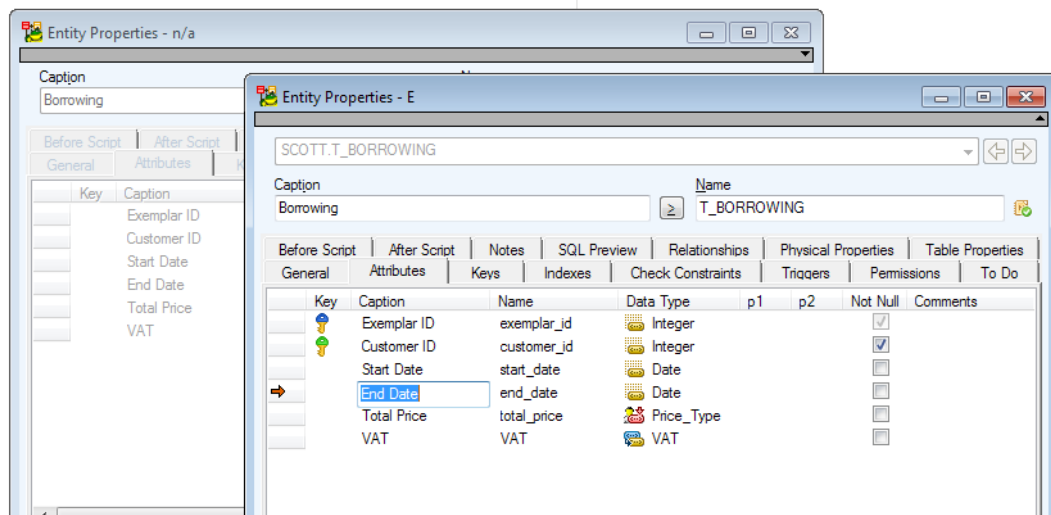 Entity Properties - n/a
Caption
Borrowing
Before Script After Script
General Attributes K
Key Caption
Exemplar ID
Customer ID
Start Date
End Date
Total Price
VAT
Entity Properties - E
SCOTT.T_BORROWING
Caption Name
Borrowing ≥ T_BORROWING
Before Script After Script Notes SQL Preview Relationships Physical Properties Table Properties
General Attributes Keys Indexes Check Constraints Triggers Permissions To Do
Key Caption Name Data Type p1 p2 Not Null Comments
Exemplar ID exemplar_id Integer
Customer ID customer_id Integer
Start Date start_date Date
End Date end_date Date
Total Price total_price Price_Type
VAT VAT VAT